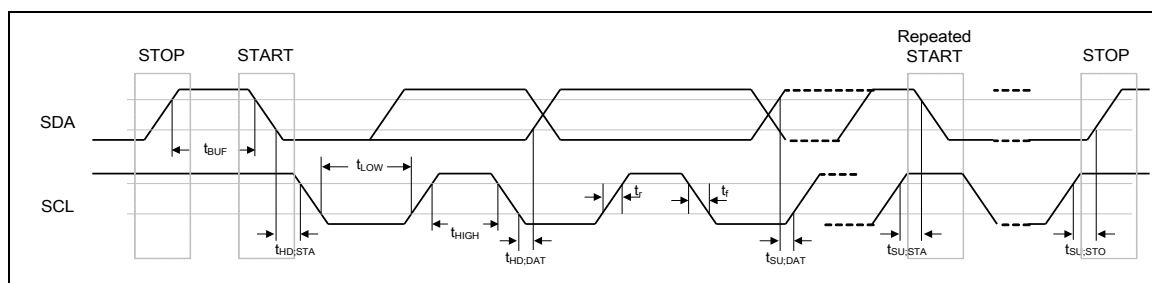 Repeated
STOP
START
START
STOP
SDA
tBUF
tLOW
SCL
tr
tf
tHIGH
tHD;STA
tHD;DAT
tSU;DAT
tSU;STA
tSU;STO